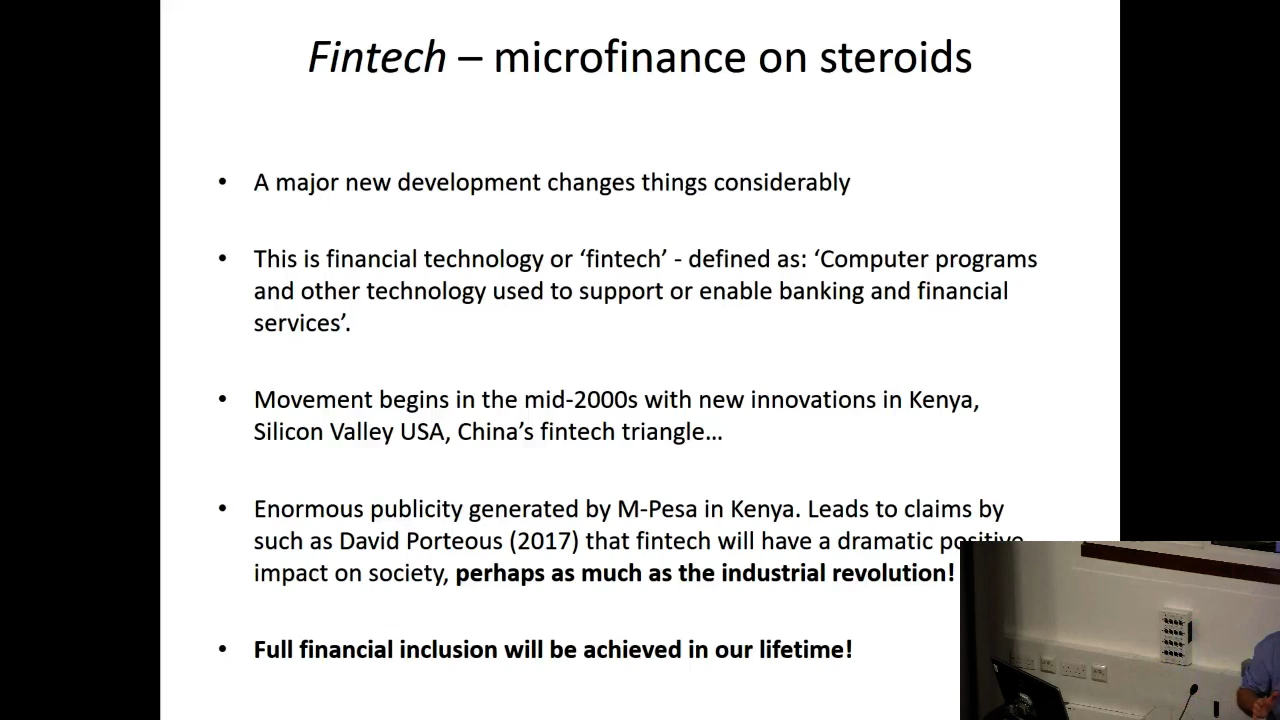 Fintech – microfinance on steroids
• A major new development changes things considerably
• This is financial technology or ‘fintech’ - defined as: ‘Computer programs
and other technology used to support or enable banking and financial
services’.
• Movement begins in the mid-2000s with new innovations in Kenya,
Silicon Valley USA, China’s fintech triangle…
• Enormous publicity generated by M-Pesa in Kenya. Leads to claims by
such as David Porteous (2017) that fintech will have a dramatic positive
impact on society, perhaps as much as the industrial revolution!
• Full financial inclusion will be achieved in our lifetime!